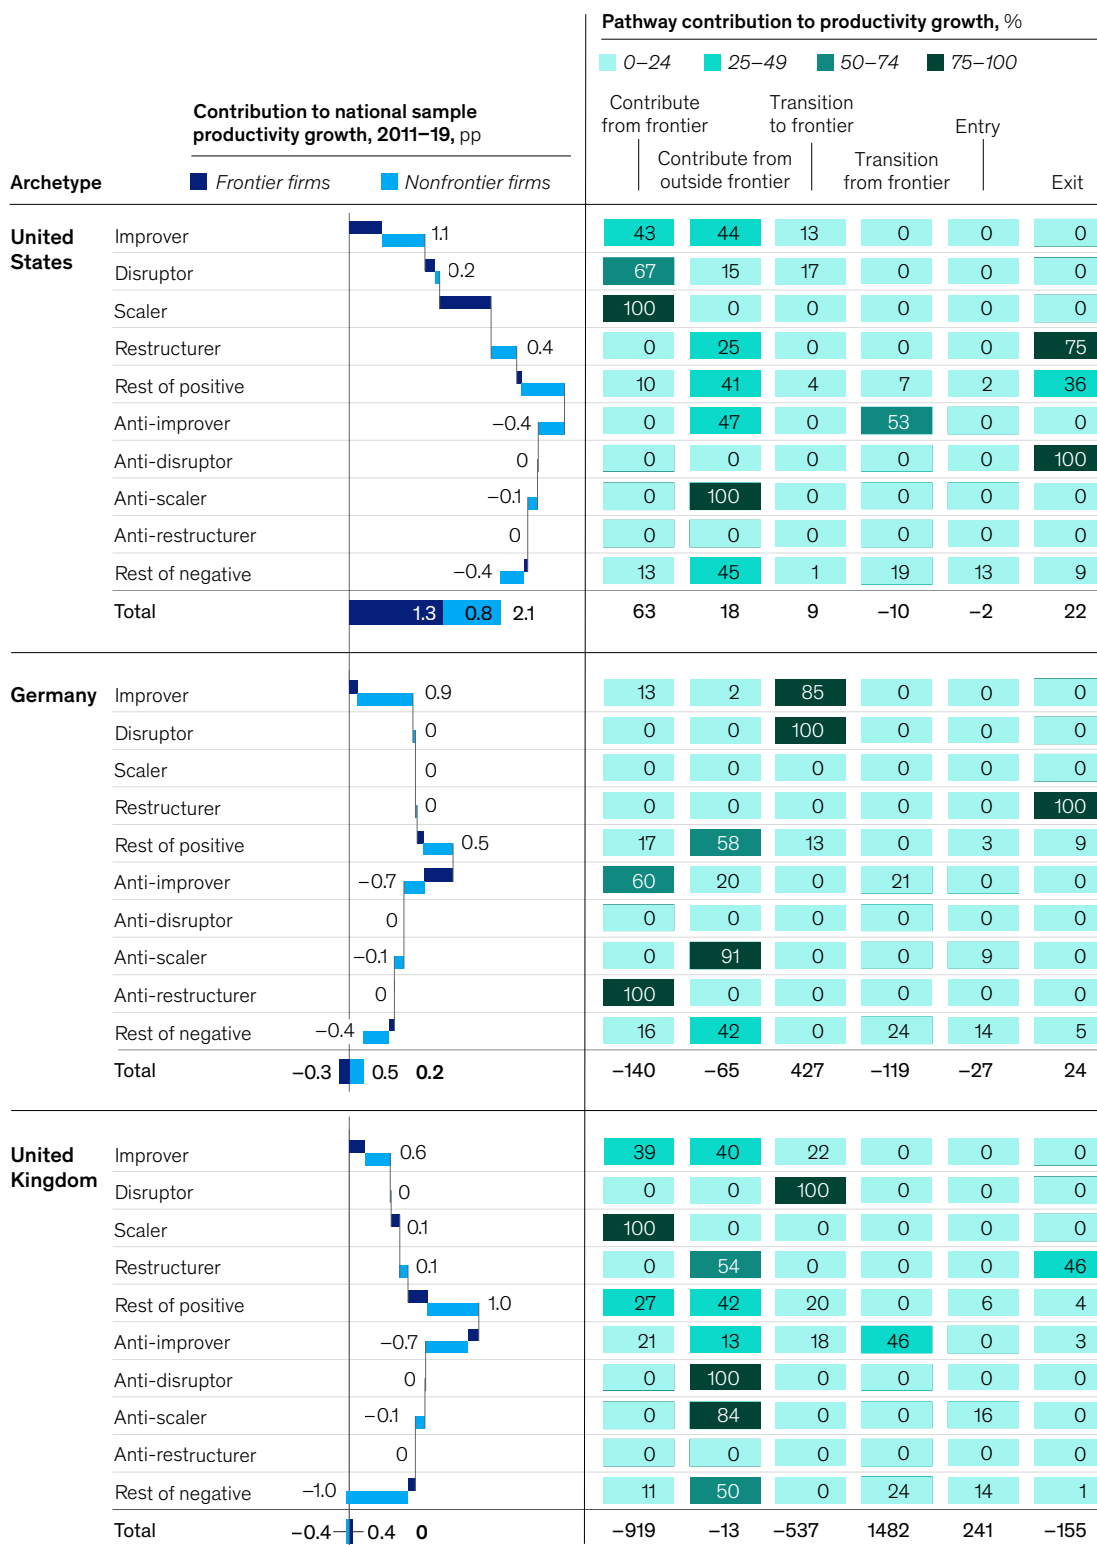 Pathway contribution to productivity growth, %
0–24 25–49 50–74 75–100
Contribution to national sample
productivity growth, 2011–19, pp
Contribute
from frontier
Transition
to frontier
Entry
Contribute from
outside frontier
Transition
from frontier
Exit
Archetype Frontier firms Nonfrontier firms
United
States
Improver 1.1 43 44 13 0 0 0
Disruptor 0.2 67 15 17 0 0 0
Scaler 100 0 0 0 0 0
Restructurer 0.4 0 25 0 0 0 75
Rest of positive 10 41 4 7 2 36
Anti-improver –0.4 0 47 0 53 0 0
Anti-disruptor 0 0 0 0 0 0 100
Anti-scaler –0.1 0 100 0 0 0 0
Anti-restructurer 0 0 0 0 0 0 0
Rest of negative –0.4 13 45 1 19 13 9
Total 1.3 0.8 2.1 63 18 9 –10 –2 22
Germany
Improver 0.9 13 2 85 0 0 0
Disruptor 0 0 0 100 0 0 0
Scaler 0 0 0 0 0 0 0
Restructurer 0 0 0 0 0 0 100
Rest of positive 0.5 17 58 13 0 3 9
Anti-improver –0.7 60 20 0 21 0 0
Anti-disruptor 0 0 0 0 0 0 0
Anti-scaler –0.1 0 91 0 0 9 0
Anti-restructurer 0 100 0 0 0 0 0
Rest of negative –0.4 16 42 0 24 14 5
Total –0.3 0.5 0.2 –140 –65 427 –119 –27 24
United
Kingdom
Improver 0.6 39 40 22 0 0 0
Disruptor 0 0 0 100 0 0 0
Scaler 0.1 100 0 0 0 0 0
Restructurer 0.1 0 54 0 0 0 46
Rest of positive 1.0 27 42 20 0 6 4
Anti-improver –0.7 21 13 18 46 0 3
Anti-disruptor 0 0 100 0 0 0 0
Anti-scaler –0.1 0 84 0 0 16 0
Anti-restructurer 0 0 0 0 0 0 0
Rest of negative –1.0 11 50 0 24 14 1
Total –0.4 0.4 0 –919 –13 –537 1482 241 –155